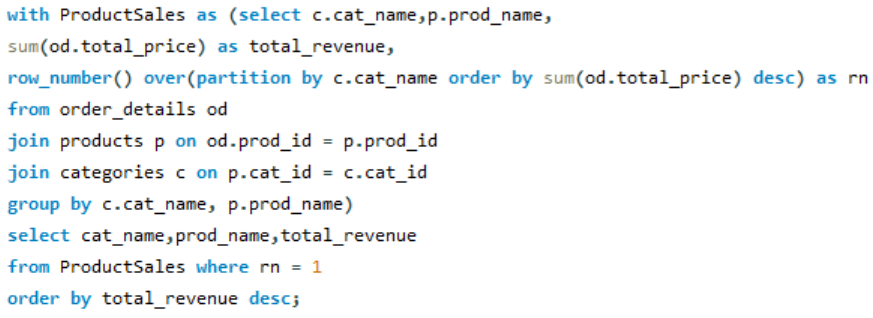 with ProductSales as (select c.cat_name,p.prod_name,
sum(od.total_price) as total_revenue,
row_number() over(partition by c.cat_name order by sum(od.total_price) desc) as rn
from order_details od
join products p on od.prod_id = p.prod_id
join categories c on p.cat_id = c.cat_id
group by c.cat_name, p.prod_name)
select cat_name,prod_name,total_revenue
from ProductSales where rn = 1
order by total_revenue desc;